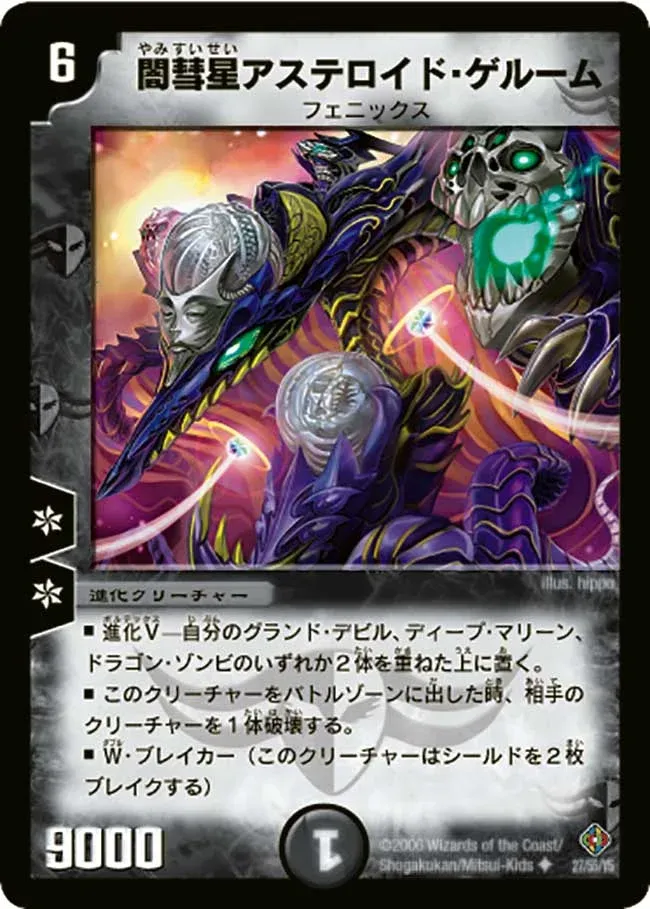 6
やみすいせい
闇彗星アステロイド・ゲルーム
フェニックス
illus. hippo
進化クリーチャー
■ 進化V―自分のグランド・デビル、ディープ・マリーン、
ドラゴン・ゾンビのいずれか2体を重ねた上に置く。
■ このクリーチャーをバトルゾーンに出した時、相手の
クリーチャーを1体破壊する。
■ W・ブレイカー（このクリーチャーはシールドを2枚
ブレイクする）
9000
1
©2006 Wizards of the Coast/
Shogakukan/Mitsui-Kids
27/55/Y5